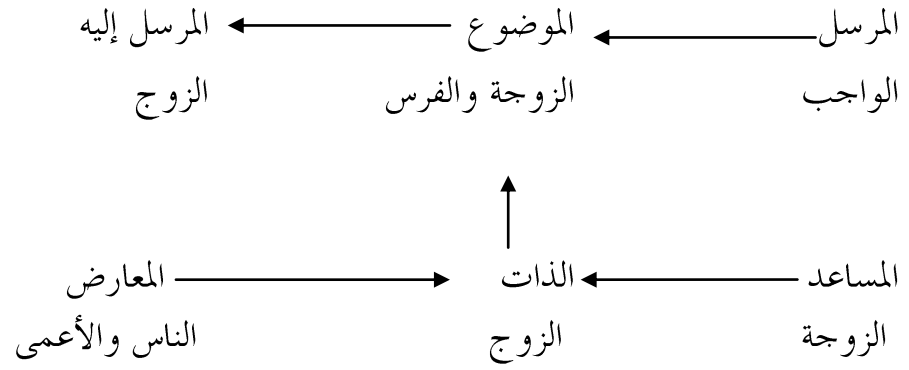 المرسل الموضوع المرسل إليه
الواجب الزوجة والفرس الزوج
المساعد الذات المعارض
الزوجة الزوج الناس والأعمى